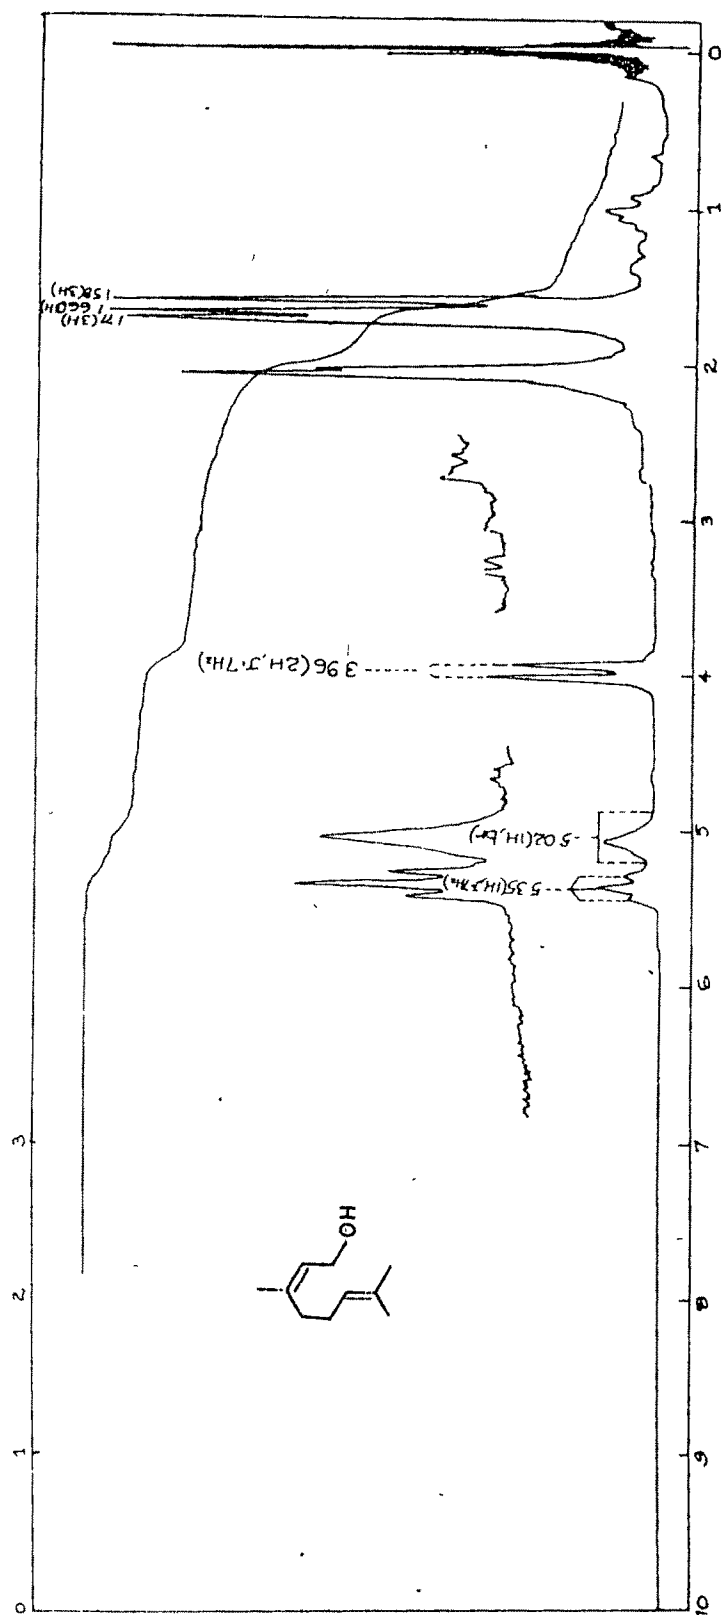 1.58(3H)
1.66(3H)
1.71(3H)
3.96(2H, J=7Hz)
5.02(1H, br)
5.35(1H, J=7Hz)
OH
0 1 2 3
10 9 8 7 6 5 4 3 2 1 0